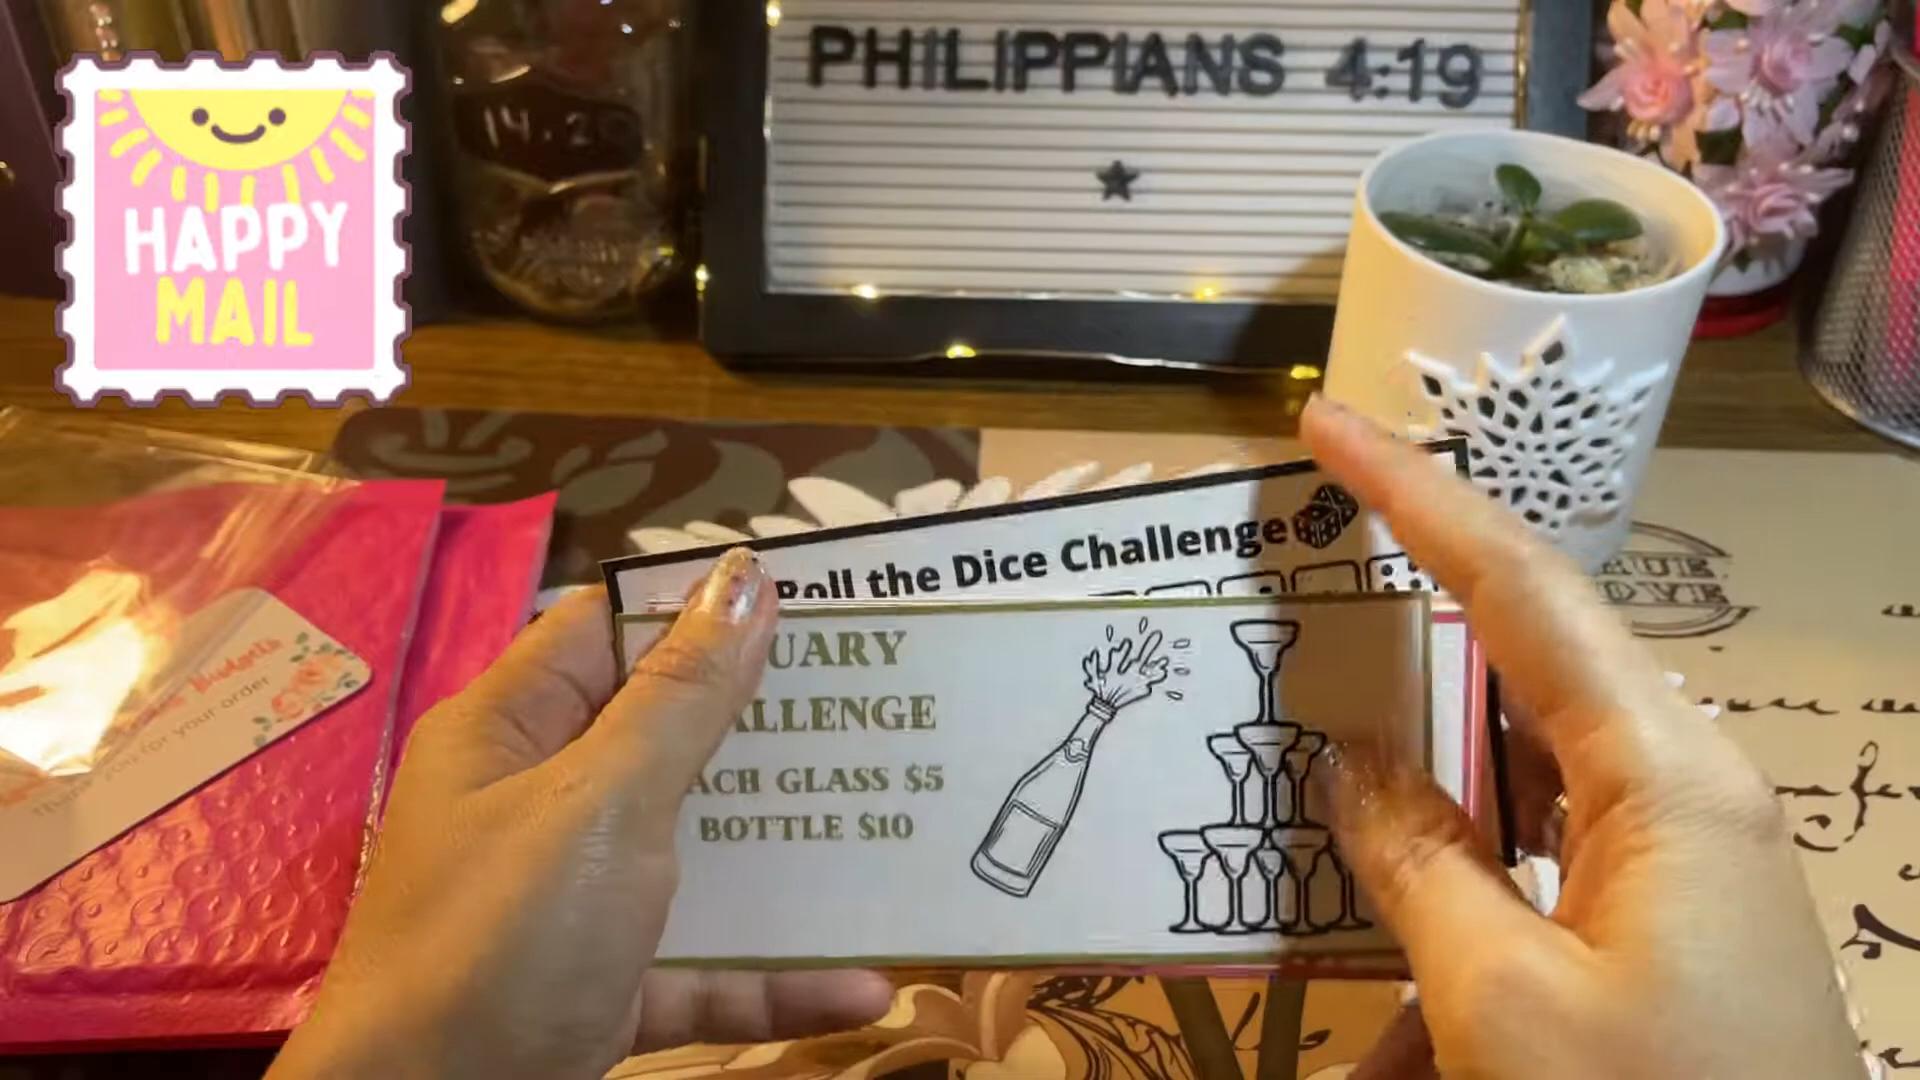 PHILIPPIANS 4:19
HAPPY
MAIL
14.20
Roll the Dice Challenge
UARY
ALLENGE
ACH GLASS $5
BOTTLE $10
Thank you for your order